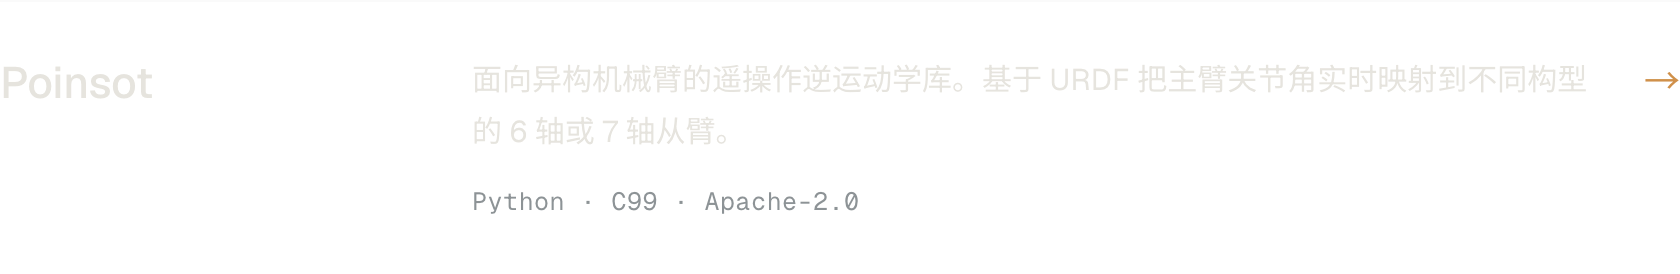 Poinsot
面向异构机械臂的遥操作逆运动学库。基于 URDF 把主臂关节角实时映射到不同构型
的 6 轴或 7 轴从臂。
Python · C99 · Apache-2.0
→